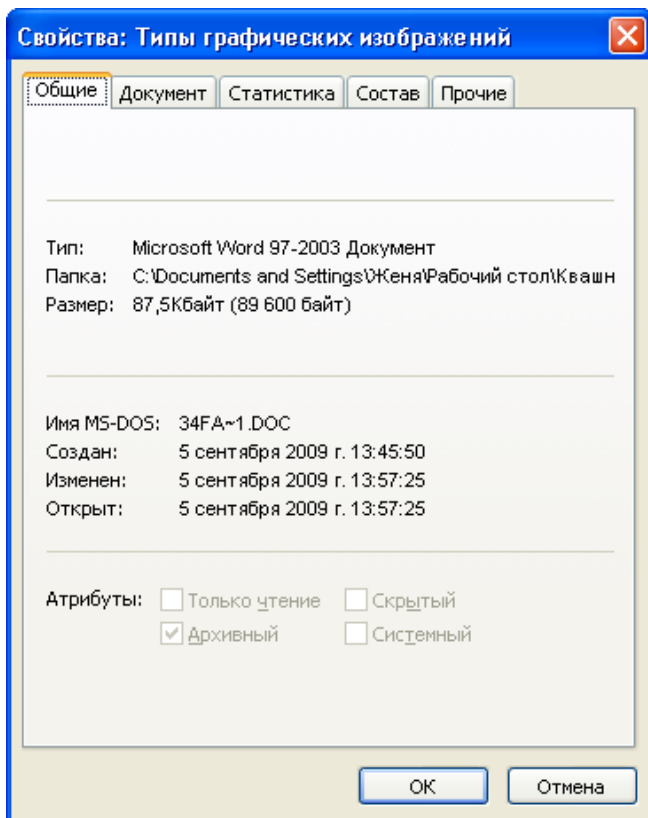 Свойства: Типы графических изображений
Общие Документ Статистика Состав Прочие
Тип: Microsoft Word 97-2003 Документ
Папка: C:\Documents and Settings\Женя\Рабочий стол\Квашн
Размер: 87,5Кбайт (89 600 байт)
Имя MS-DOS: 34FA~1.DOC
Создан: 5 сентября 2009 г. 13:45:50
Изменен: 5 сентября 2009 г. 13:57:25
Открыт: 5 сентября 2009 г. 13:57:25
Атрибуты: Только чтение Скрытый
Архивный Системный
ОК Отмена